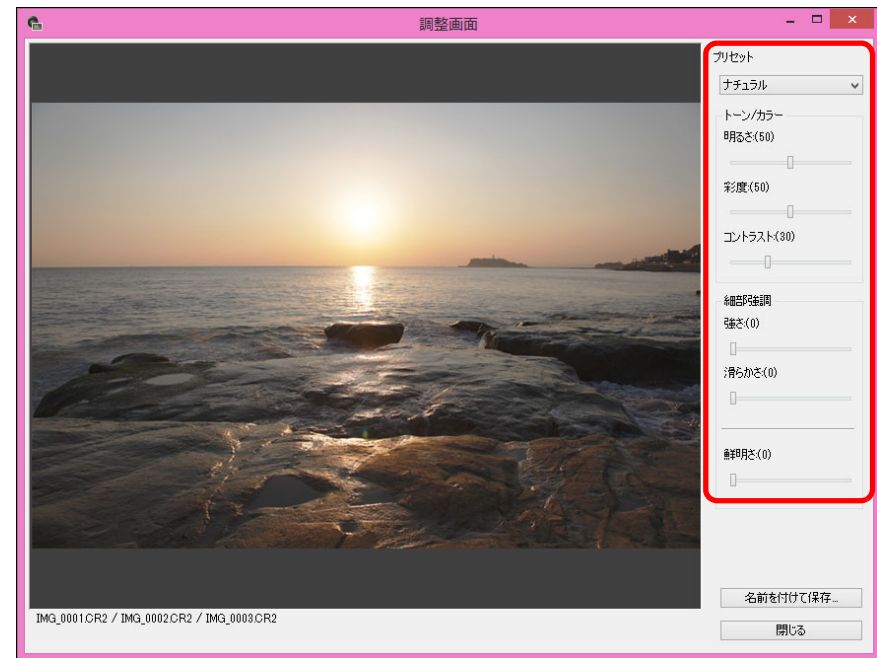 調整画面
プリセット
ナチュラル
トーン/カラー
明るさ:(50)
彩度:(50)
コントラスト:(30)
細部強調
強さ:(0)
滑らかさ:(0)
鮮明さ:(0)
名前を付けて保存...
閉じる
IMG_0001.CR2 / IMG_0002.CR2 / IMG_0003.CR2